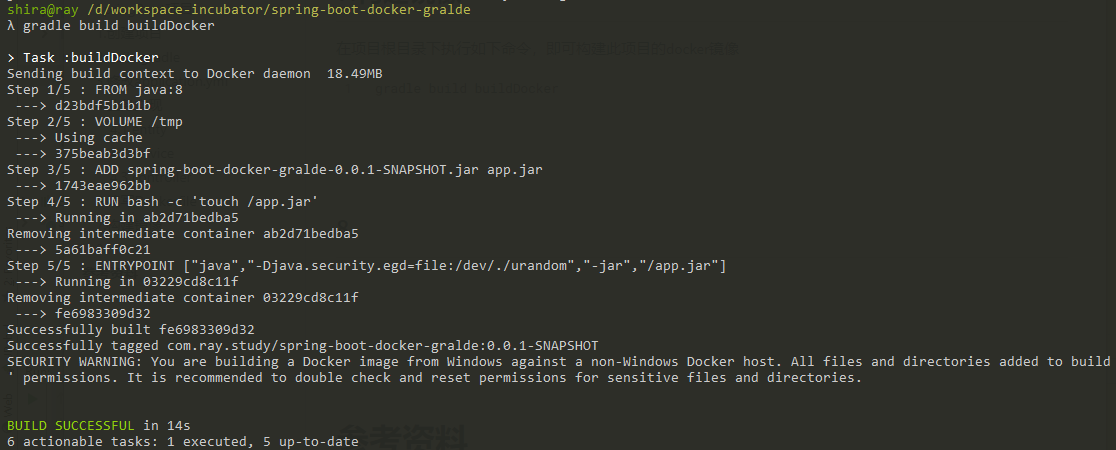 shira@ray /d/workspace-incubator/spring-boot-docker-gralde
λ gradle build buildDocker
> Task :buildDocker
Sending build context to Docker daemon  18.49MB
Step 1/5 : FROM java:8
 ---> d23bdf5b1b1b
Step 2/5 : VOLUME /tmp
 ---> Using cache
 ---> 375beab3d3bf
Step 3/5 : ADD spring-boot-docker-gralde-0.0.1-SNAPSHOT.jar app.jar
 ---> 1743eae962bb
Step 4/5 : RUN bash -c 'touch /app.jar'
 ---> Running in ab2d71bedba5
Removing intermediate container ab2d71bedba5
 ---> 5a61baff0c21
Step 5/5 : ENTRYPOINT ["java","-Djava.security.egd=file:/dev/./urandom","-jar","/app.jar"]
 ---> Running in 03229cd8c11f
Removing intermediate container 03229cd8c11f
 ---> fe6983309d32
Successfully built fe6983309d32
Successfully tagged com.ray.study/spring-boot-docker-gralde:0.0.1-SNAPSHOT
SECURITY WARNING: You are building a Docker image from Windows against a non-Windows Docker host. All files and directories added to build
' permissions. It is recommended to double check and reset permissions for sensitive files and directories.
BUILD SUCCESSFUL in 14s
参考资料
6 actionable tasks: 1 executed, 5 up-to-date